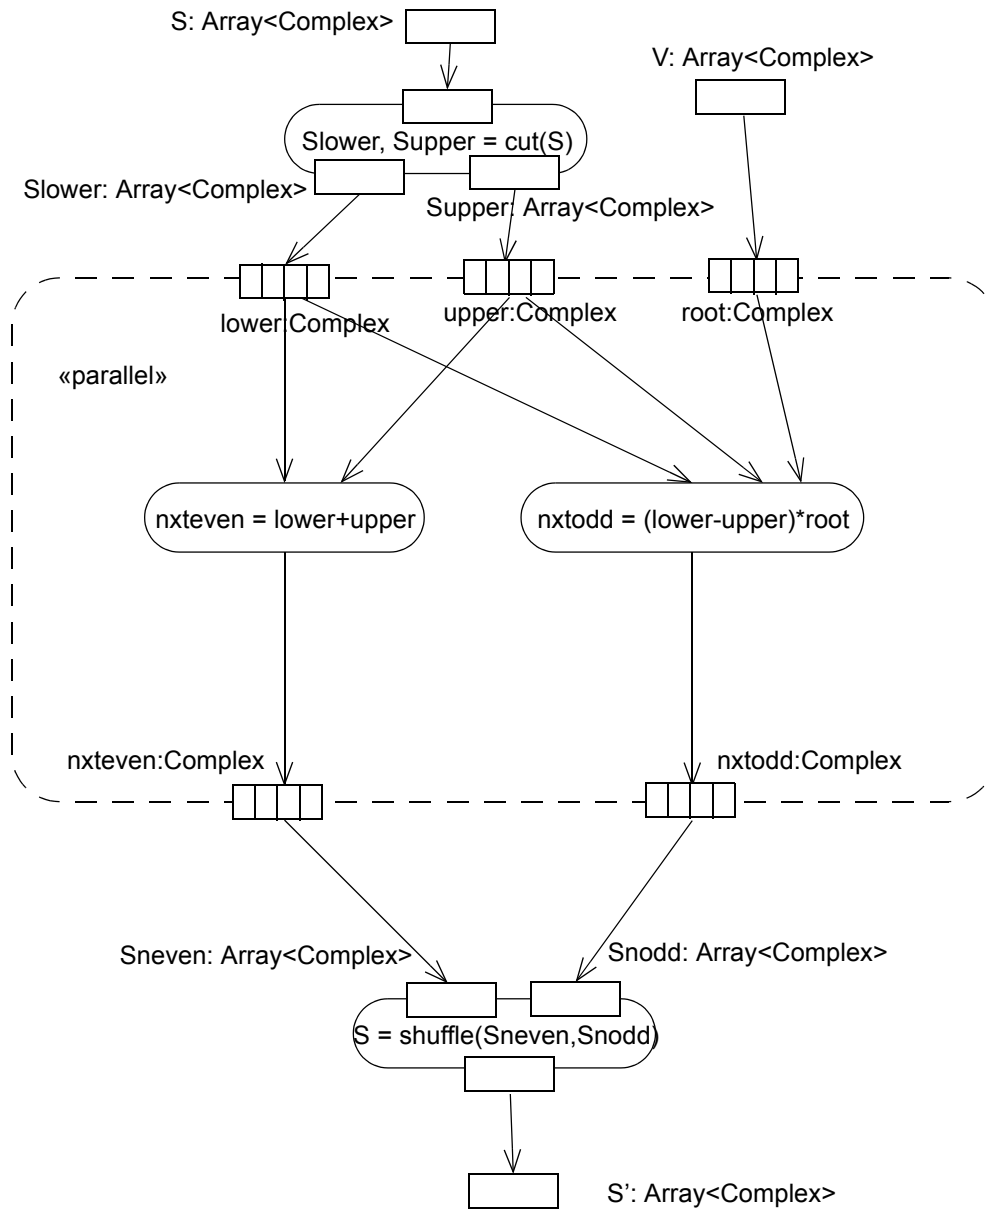 S: Array<Complex>
V: Array<Complex>
Slower, Supper = cut(S)
Slower: Array<Complex>
Supper: Array<Complex>
lower:Complex
upper:Complex
root:Complex
«parallel»
nxteven = lower+upper
nxtodd = (lower-upper)*root
nxteven:Complex
nxtodd:Complex
Sneven: Array<Complex>
Snodd: Array<Complex>
S = shuffle(Sneven,Snodd)
S’: Array<Complex>